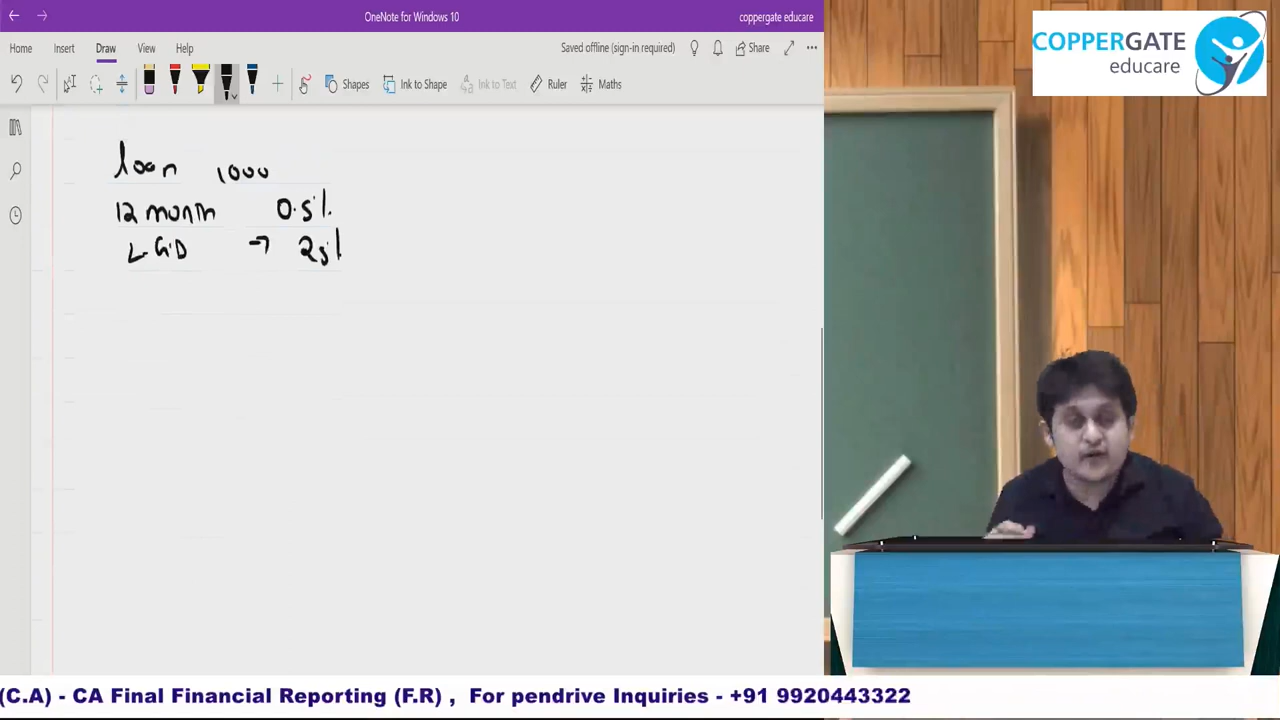 OneNote for Windows 10
coppergate educare
Home Insert Draw View Help
Saved offline (sign-in required)
Share
Shapes
Ink to Shape
Ink to Text
Ruler
Maths
loan 1000
12 month 0.5%
LGD → 25%
COPPERGATE
educare
(C.A) - CA Final Financial Reporting (F.R) , For pendrive Inquiries - +91 9920443322